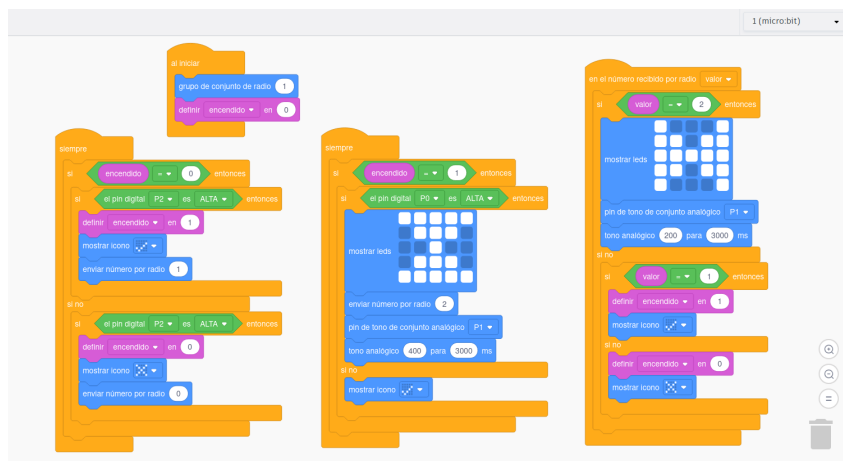 1 (micro:bit)
al iniciar
grupo de conjunto de radio 1
definir encendido en 0
siempre
si encendido = 0 entonces
si el pin digital P2 es ALTA entonces
definir encendido en 1
mostrar icono
enviar número por radio 1
si no
si el pin digital P2 es ALTA entonces
definir encendido en 0
mostrar icono
enviar número por radio 0
siempre
si encendido = 1 entonces
si el pin digital P0 es ALTA entonces
mostrar leds
enviar número por radio 2
pin de tono de conjunto analógico P1
tono analógico 400 para 3000 ms
si no
mostrar icono
en el número recibido por radio valor
si valor = 2 entonces
mostrar leds
pin de tono de conjunto analógico P1
tono analógico 200 para 3000 ms
si no
si valor = 1 entonces
definir encendido en 1
mostrar icono
si no
definir encendido en 0
mostrar icono